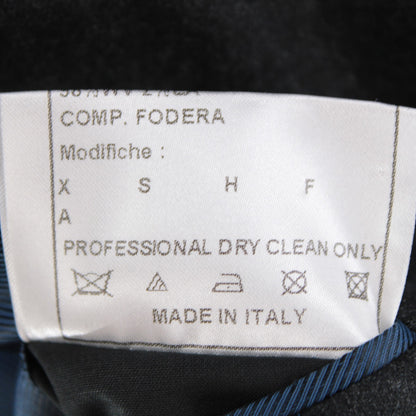 COMP. FODERA
Modifiche :
X S H F
A
PROFESSIONAL DRY CLEAN ONLY
MADE IN ITALY